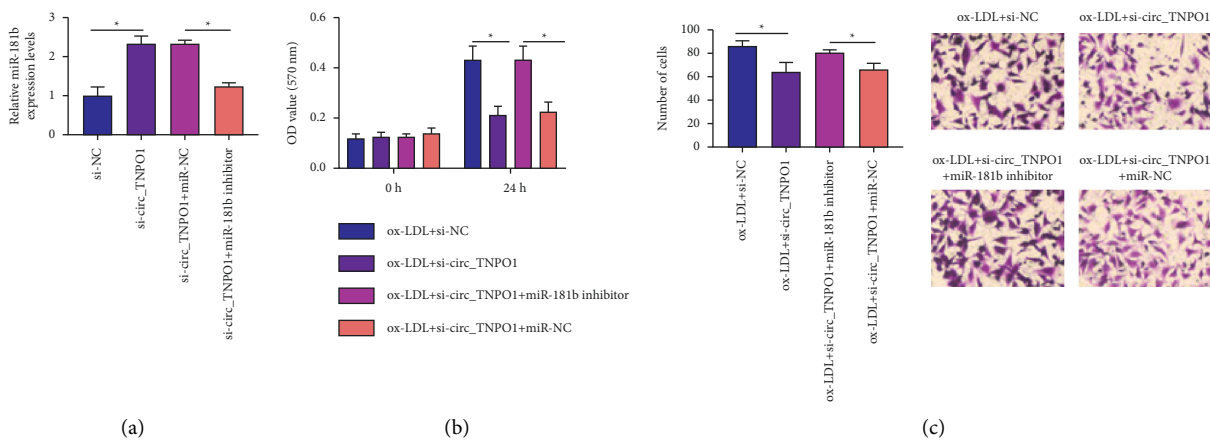 Relative miR-181b
expression levels
3
2
1
0
*
*
si-NC
si-circ_TNPO1
si-circ_TNPO1+miR-NC
si-circ_TNPO1+miR-181b inhibitor
(a)
OD value (570 nm)
0.6
0.4
0.2
0.0
*
*
0 h
24 h
ox-LDL+si-NC
ox-LDL+si-circ_TNPO1
ox-LDL+si-circ_TNPO1+miR-181b inhibitor
ox-LDL+si-circ_TNPO1+miR-NC
(b)
Number of cells
100
80
60
40
20
0
*
*
ox-LDL+si-NC
ox-LDL+si-circ_TNPO1
ox-LDL+si-circ_TNPO1+miR-181b inhibitor
ox-LDL+si-circ_TNPO1+miR-NC
ox-LDL+si-NC
ox-LDL+si-circ_TNPO1
ox-LDL+si-circ_TNPO1
+miR-181b inhibitor
ox-LDL+si-circ_TNPO1
+miR-NC
(c)